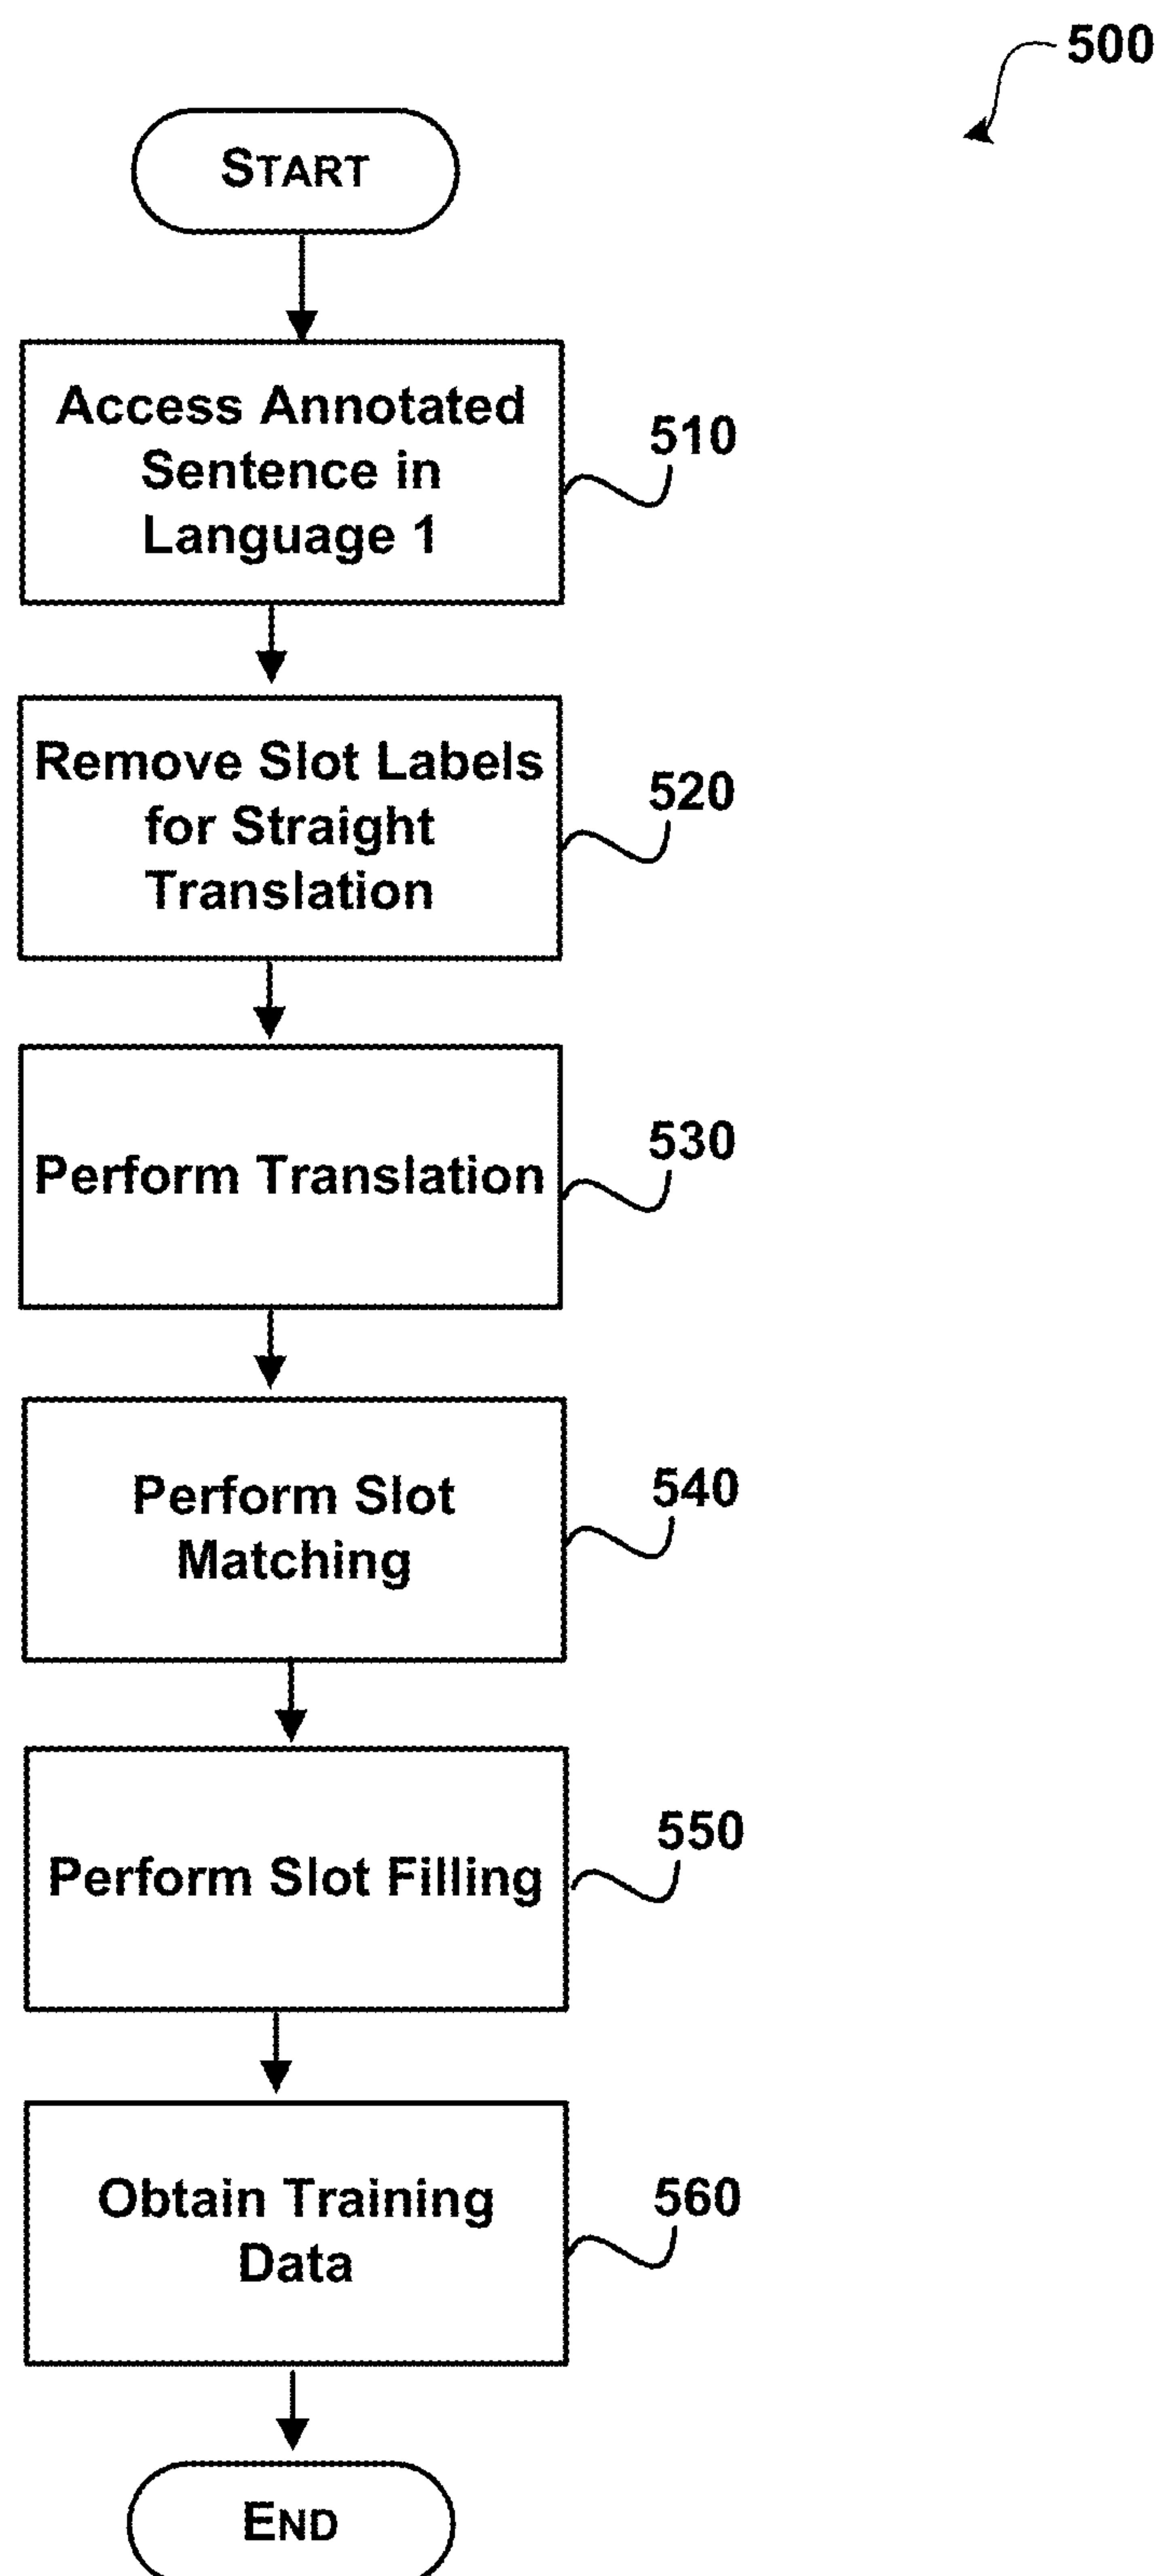 500
START
Access Annotated
Sentence in
Language 1
510
Remove Slot Labels
for Straight
Translation
520
Perform Translation
530
Perform Slot
Matching
540
Perform Slot Filling
550
Obtain Training
Data
560
END